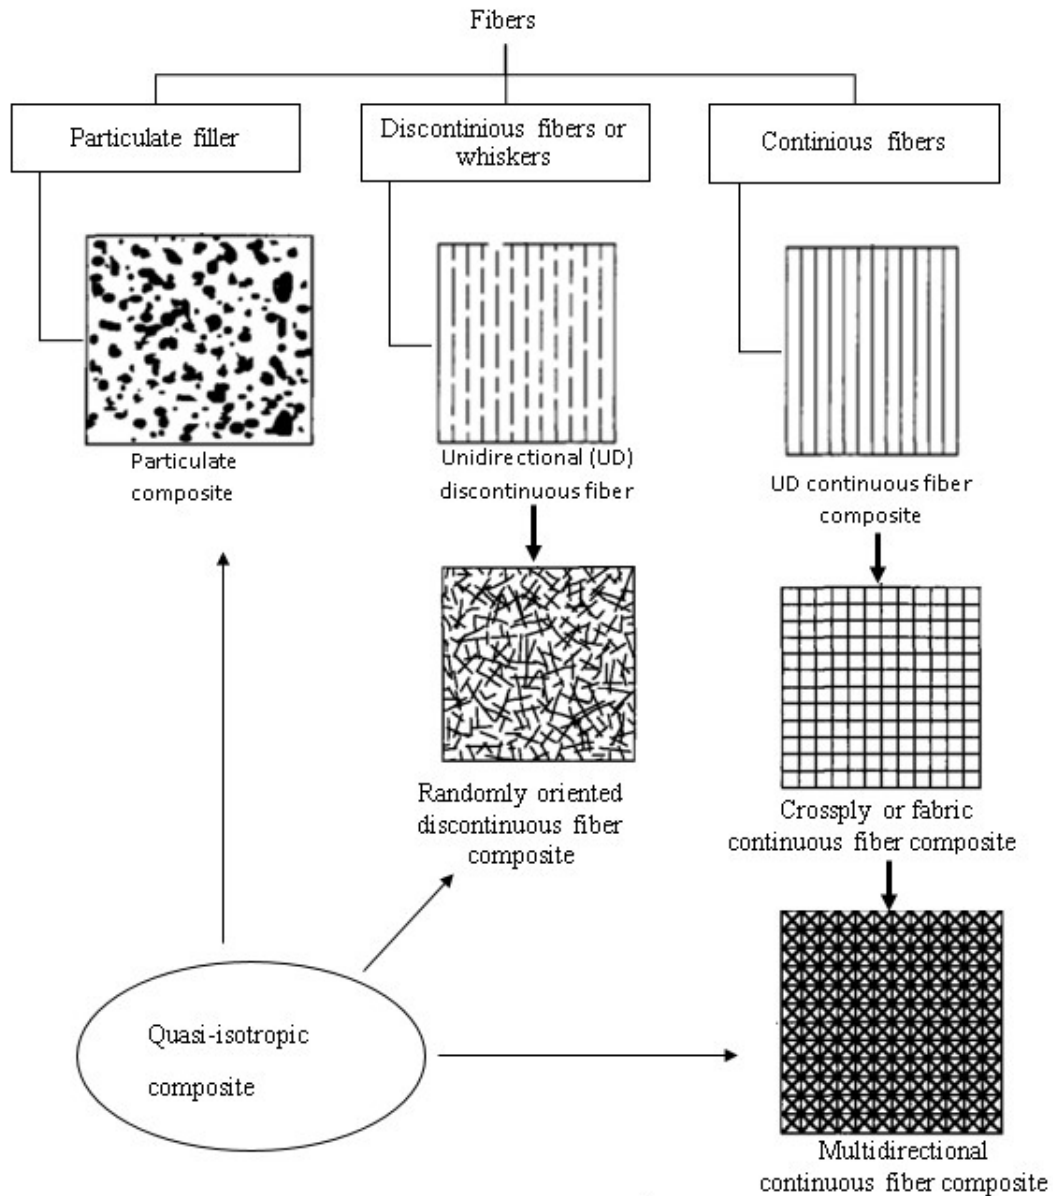 Fibers
Particulate filler
Discontinious fibers or
whiskers
Continious fibers
Particulate
composite
Unidirectional (UD)
discontinuous fiber
UD continuous fiber
composite
Randomly oriented
discontinuous fiber
composite
Crossply or fabric
continuous fiber composite
Quasi-isotropic
composite
Multidirectional
continuous fiber composite